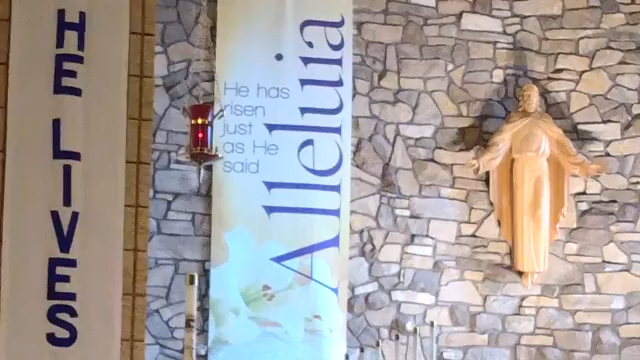 HE LIVES
He has
risen
just
as He
said
Alleluia